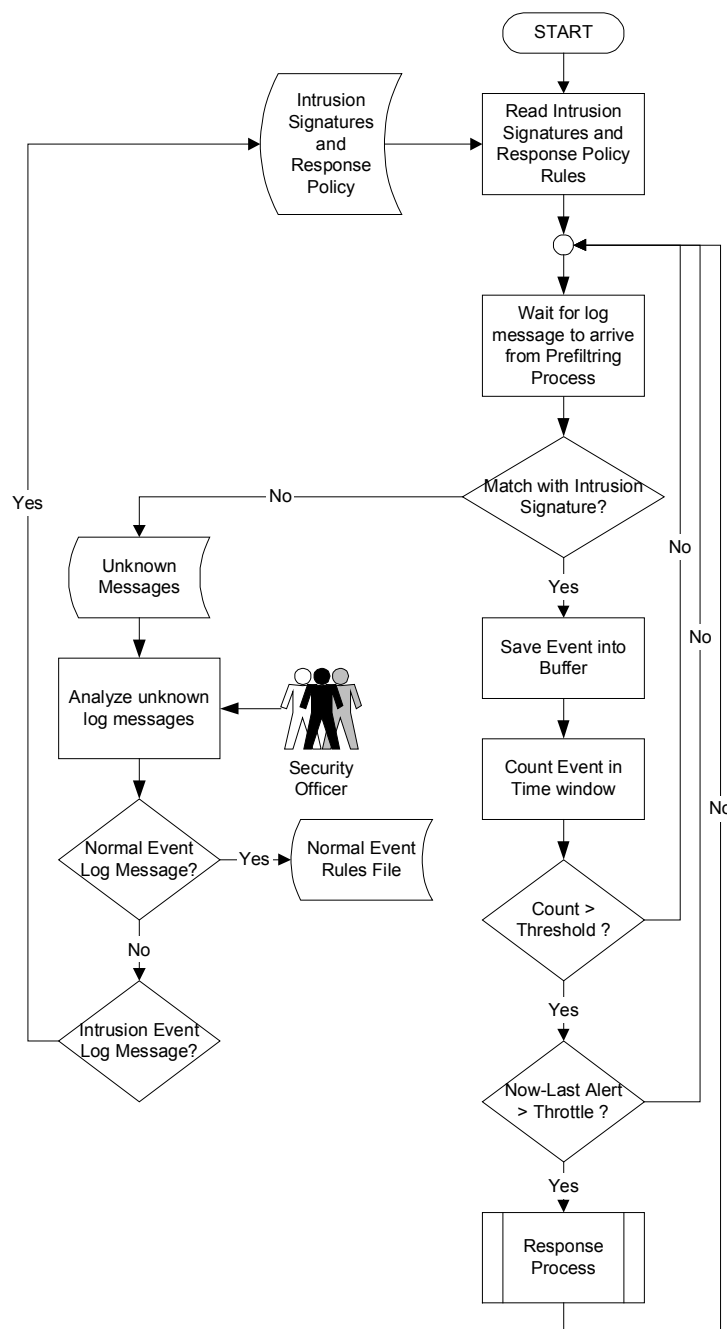 START
Intrusion
Signatures
and
Response
Policy
Read Intrusion
Signatures and
Response Policy
Rules
Wait for log
message to arrive
from Prefiltring
Process
Match with Intrusion
Signature?
No
Yes
Yes
No
No
No
Unknown
Messages
Save Event into
Buffer
Analyze unknown
log messages
Security
Officer
Count Event in
Time window
Normal Event
Log Message?
Yes
Normal Event
Rules File
Count >
Threshold ?
No
Yes
Intrusion Event
Log Message?
Now-Last Alert
> Throttle ?
Yes
Response
Process